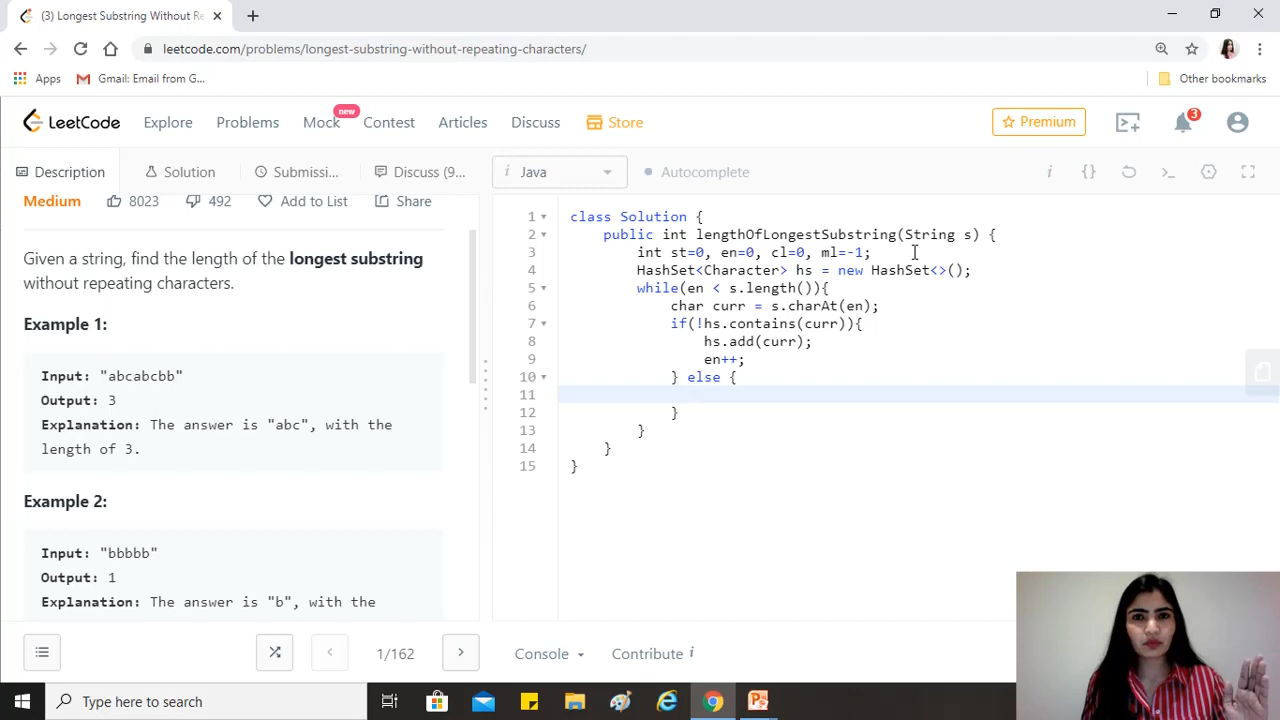 (3) Longest Substring Without Re
leetcode.com/problems/longest-substring-without-repeating-characters/
Apps
Gmail: Email from G...
Other bookmarks
LeetCode
Explore
Problems
Mock
new
Contest
Articles
Discuss
Store
Premium
3
Description
Solution
Submissi...
Discuss (9...
i Java
Autocomplete
i
{}
Medium
8023
492
Add to List
Share
Given a string, find the length of the longest substring
without repeating characters.
Example 1:
Input: "abcabcbb"
Output: 3
Explanation: The answer is "abc", with the
length of 3.
Example 2:
Input: "bbbbb"
Output: 1
Explanation: The answer is "b", with the
1 class Solution {
2 public int lengthOfLongestSubstring(String s) {
3 int st=0, en=0, cl=0, ml=-1;
4 HashSet<Character> hs = new HashSet<>();
5 while(en < s.length()){
6 char curr = s.charAt(en);
7 if(!hs.contains(curr)){
8 hs.add(curr);
9 en++;
10 } else {
11
12 }
13 }
14 }
15 }
1/162
Console
Contribute i
Type here to search